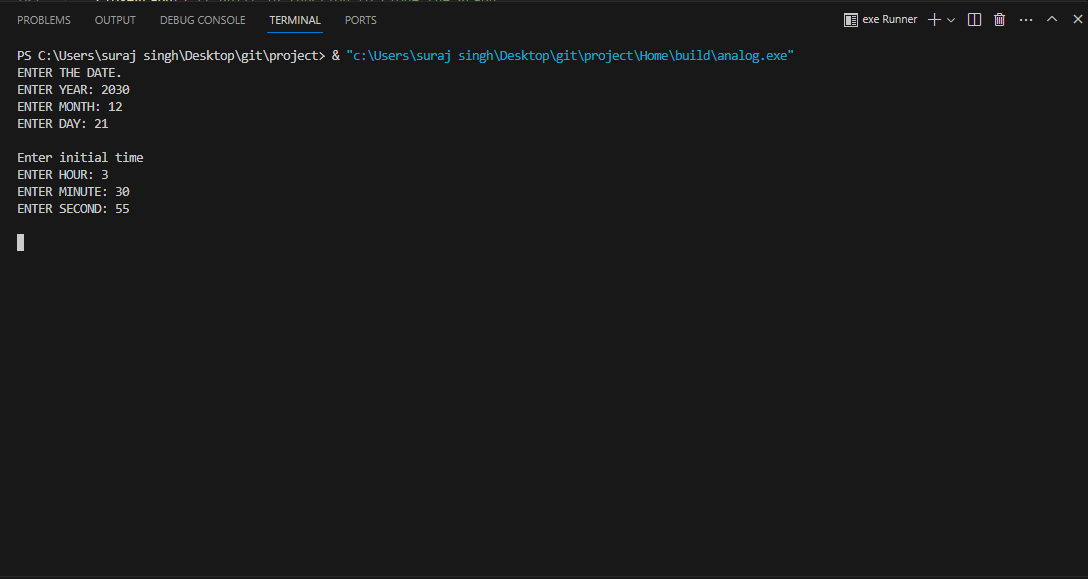 PROBLEMS OUTPUT DEBUG CONSOLE TERMINAL PORTS exe Runner
PS C:\Users\suraj singh\Desktop\git\project> & "c:\Users\suraj singh\Desktop\git\project\Home\build\analog.exe"
ENTER THE DATE.
ENTER YEAR: 2030
ENTER MONTH: 12
ENTER DAY: 21
Enter initial time
ENTER HOUR: 3
ENTER MINUTE: 30
ENTER SECOND: 55